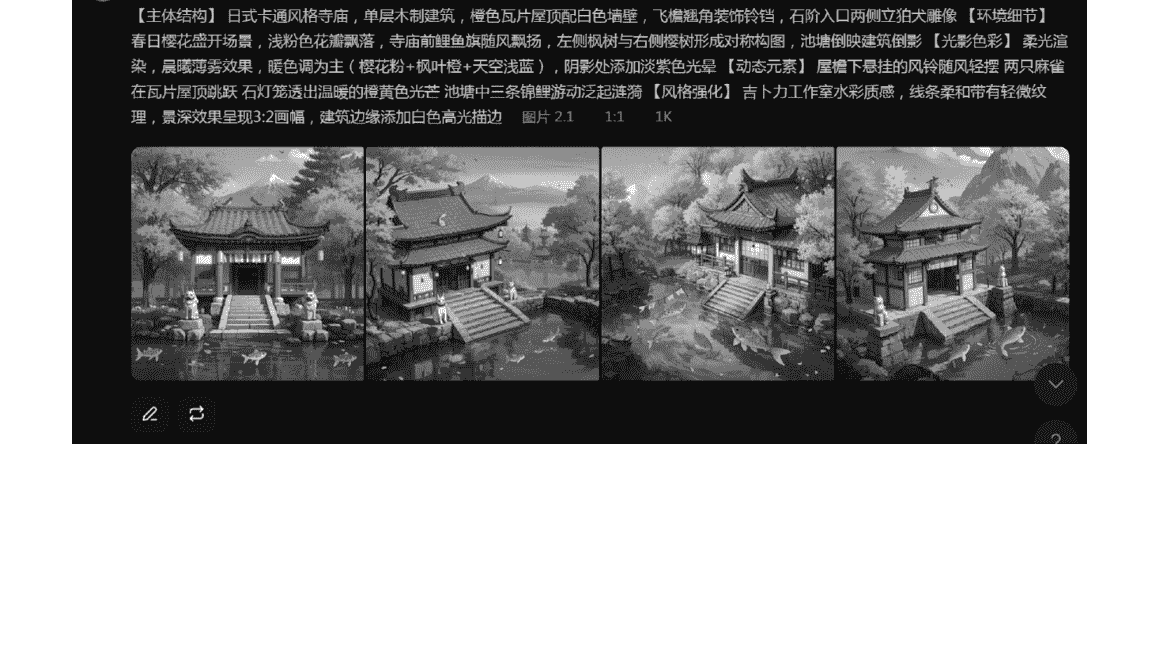 【主体结构】 日式卡通风格寺庙，单层木制建筑，橙色瓦片屋顶配白色墙壁，飞檐翘角装饰铃铛，石阶入口两侧立狛犬雕像 【环境细节】
春日樱花盛开场景，浅粉色花瓣飘落，寺庙前鲤鱼旗随风飘扬，左侧枫树与右侧樱树形成对称构图，池塘倒映建筑倒影 【光影色彩】 柔光渲
染，晨曦薄雾效果，暖色调为主（樱花粉+枫叶橙+天空浅蓝），阴影处添加淡紫色光晕 【动态元素】 屋檐下悬挂的风铃随风轻摆 两只麻雀
在瓦片屋顶跳跃 石灯笼透出温暖的橙黄色光芒 池塘中三条锦鲤游动泛起涟漪 【风格强化】 吉卜力工作室水彩质感，线条柔和带有轻微纹
理，景深效果呈现3:2画幅，建筑边缘添加白色高光描边 图片 2.1 1:1 1K
?